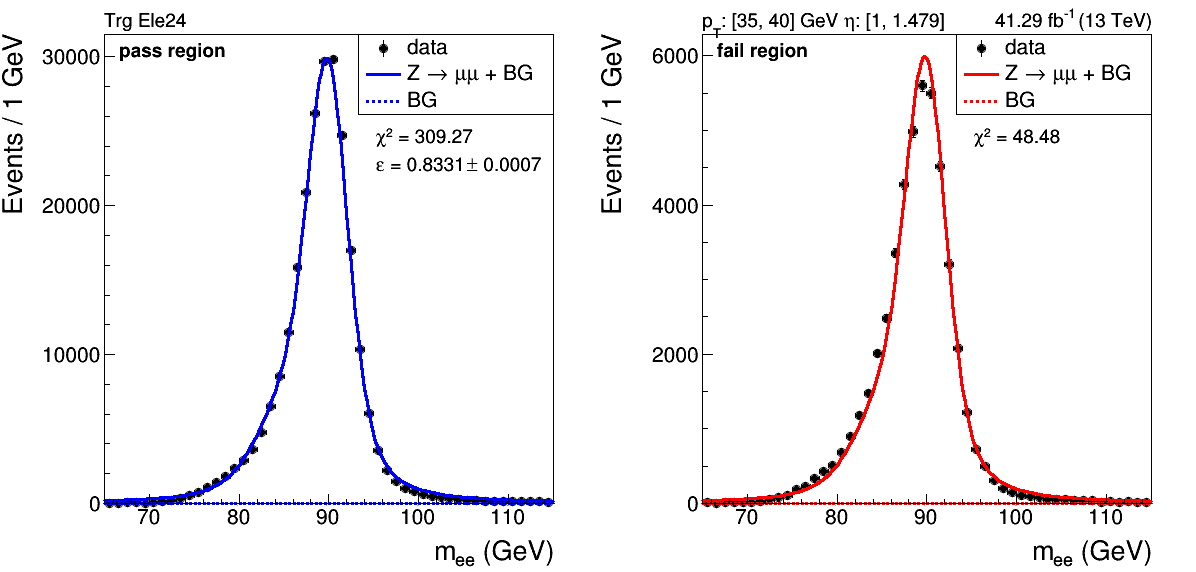 Trg Ele24
pass region
data
Z → μμ + BG
BG
χ² = 309.27
ε = 0.8331 ± 0.0007
Events / 1 GeV
30000
20000
10000
0
70 80 90 100 110
m_ee (GeV)
p_T: [35, 40] GeV η: [1, 1.479] 41.29 fb⁻¹ (13 TeV)
fail region
data
Z → μμ + BG
BG
χ² = 48.48
Events / 1 GeV
6000
4000
2000
0
70 80 90 100 110
m_ee (GeV)